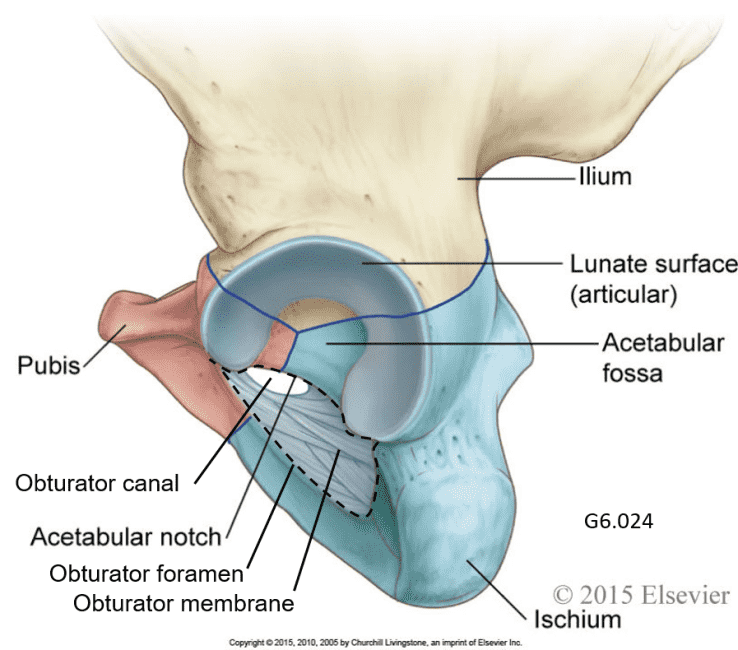 Ilium
Lunate surface
(articular)
Acetabular
fossa
Pubis
Obturator canal
Acetabular notch
Obturator foramen
Obturator membrane
G6.024
© 2015 Elsevier
Ischium
Copyright © 2015, 2010, 2005 by Churchill Livingstone, an imprint of Elsevier Inc.